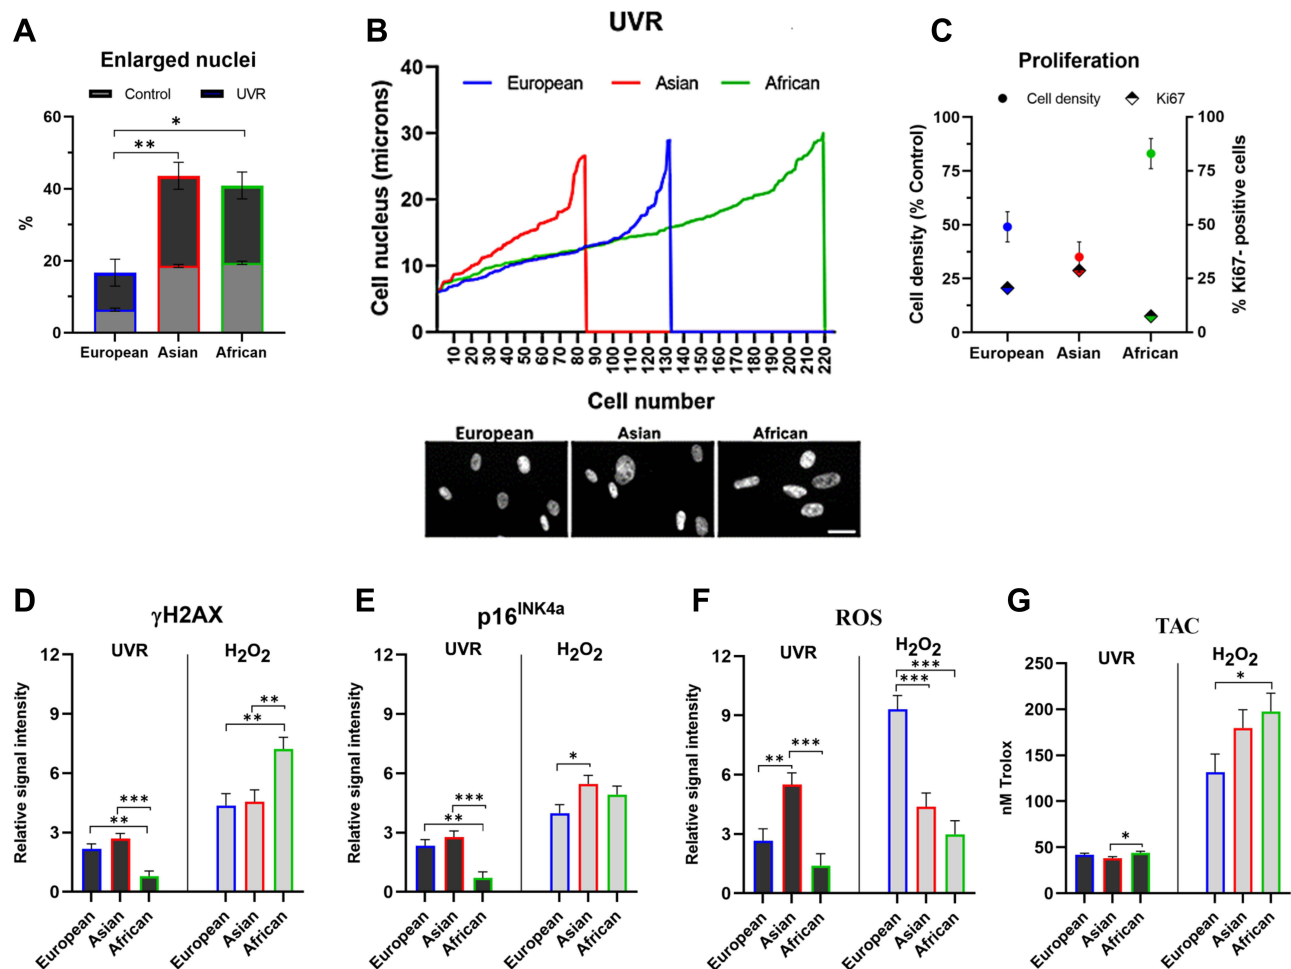 A
Enlarged nuclei
Control UVR
60
40
20
0
%
* 
**
European Asian African
B
UVR
European Asian African
40
30
20
10
0
Cell nucleus (microns)
10 20 30 40 50 60 70 80 90 100 110 120 130 140 150 160 170 180 190 200 210 220
Cell number
European Asian African
C
Proliferation
Cell density Ki67
100
75
50
25
0
Cell density (% Control)
100
75
50
25
0
% Ki67- positive cells
European Asian African
D
γH2AX
UVR H₂O₂
12
9
6
3
0
Relative signal intensity
**
**
***
**
European Asian African European Asian African
E
p16INK4a
UVR H₂O₂
12
9
6
3
0
Relative signal intensity
*
***
**
European Asian African European Asian African
F
ROS
UVR H₂O₂
12
9
6
3
0
Relative signal intensity
***
***
***
**
European Asian African European Asian African
G
TAC
UVR H₂O₂
250
200
150
100
50
0
nM Trolox
*
*
European Asian African European Asian African